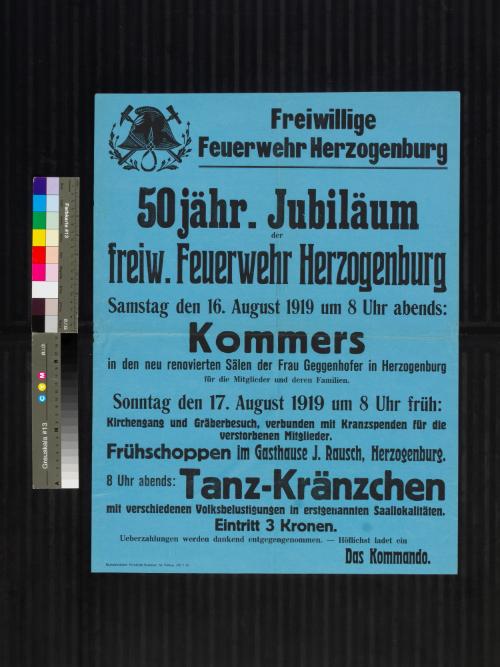 Freiwillige
Feuerwehr Herzogenburg
50 jähr. Jubiläum
der
freiw. Feuerwehr Herzogenburg
Samstag den 16. August 1919 um 8 Uhr abends:
Kommers
in den neu renovierten Sälen der Frau Geggenhofer in Herzogenburg
für die Mitglieder und deren Familien.
Sonntag den 17. August 1919 um 8 Uhr früh:
Kirchengang und Gräberbesuch, verbunden mit Kranzspenden für die
verstorbenen Mitglieder.
Frühschoppen im Gasthause J. Rausch, Herzogenburg.
8 Uhr abends: Tanz-Kränzchen
mit verschiedenen Volksbelustigungen in erstgenannten Saallokalitäten.
Eintritt 3 Kronen.
Ueberzahlungen werden dankend entgegengenommen. — Höflichst ladet ein
Das Kommando.
Farbkarte #13
B.I.G.
Grauskala #13
C Y M